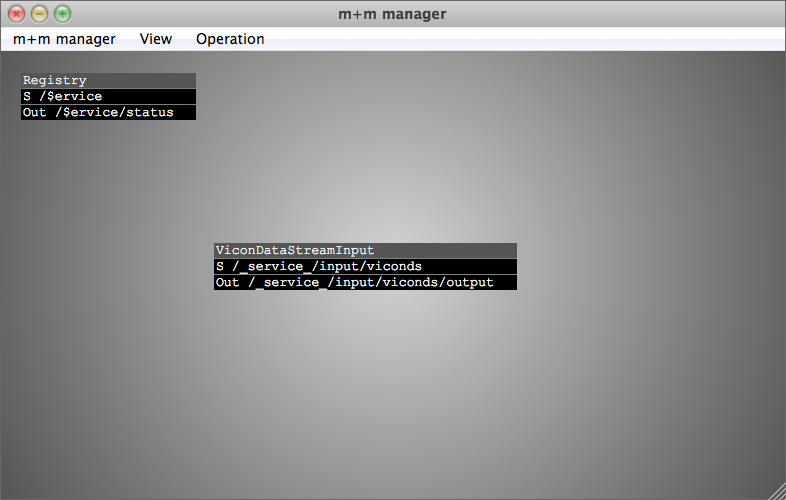 m+m manager
m+m manager View Operation
Registry
S /$ervice
Out /$ervice/status
ViconDataStreamInput
S /_service_/input/viconds
Out /_service_/input/viconds/output